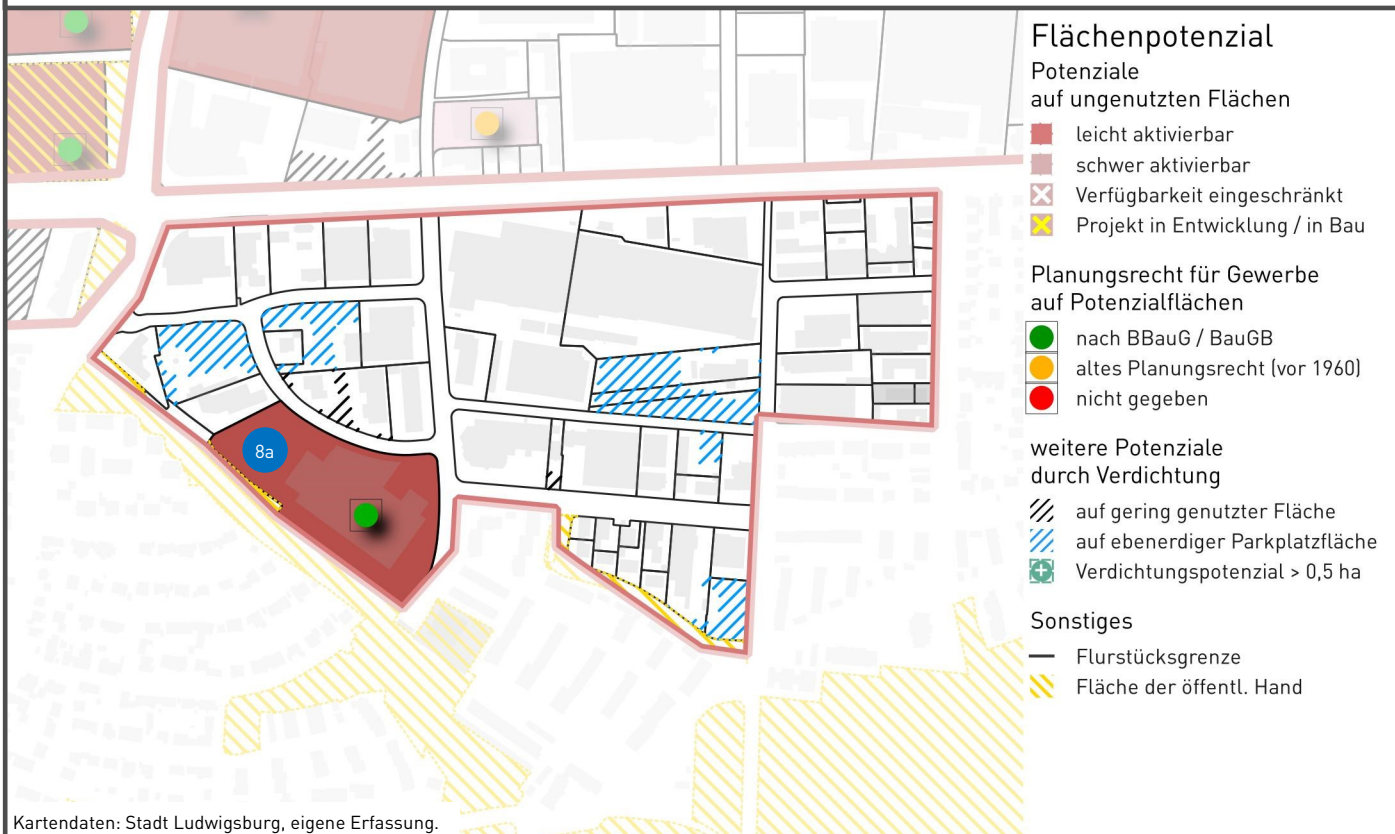 Flächenpotenzial
Potenziale
auf ungenutzten Flächen
leicht aktivierbar
schwer aktivierbar
Verfügbarkeit eingeschränkt
Projekt in Entwicklung / in Bau
Planungsrecht für Gewerbe
auf Potenzialflächen
nach BBauG / BauGB
altes Planungsrecht (vor 1960)
nicht gegeben
weitere Potenziale
durch Verdichtung
auf gering genutzter Fläche
auf ebenerdiger Parkplatzfläche
Verdichtungspotenzial > 0,5 ha
Sonstiges
Flurstücksgrenze
Fläche der öffentl. Hand
8a
Kartendaten: Stadt Ludwigsburg, eigene Erfassung.